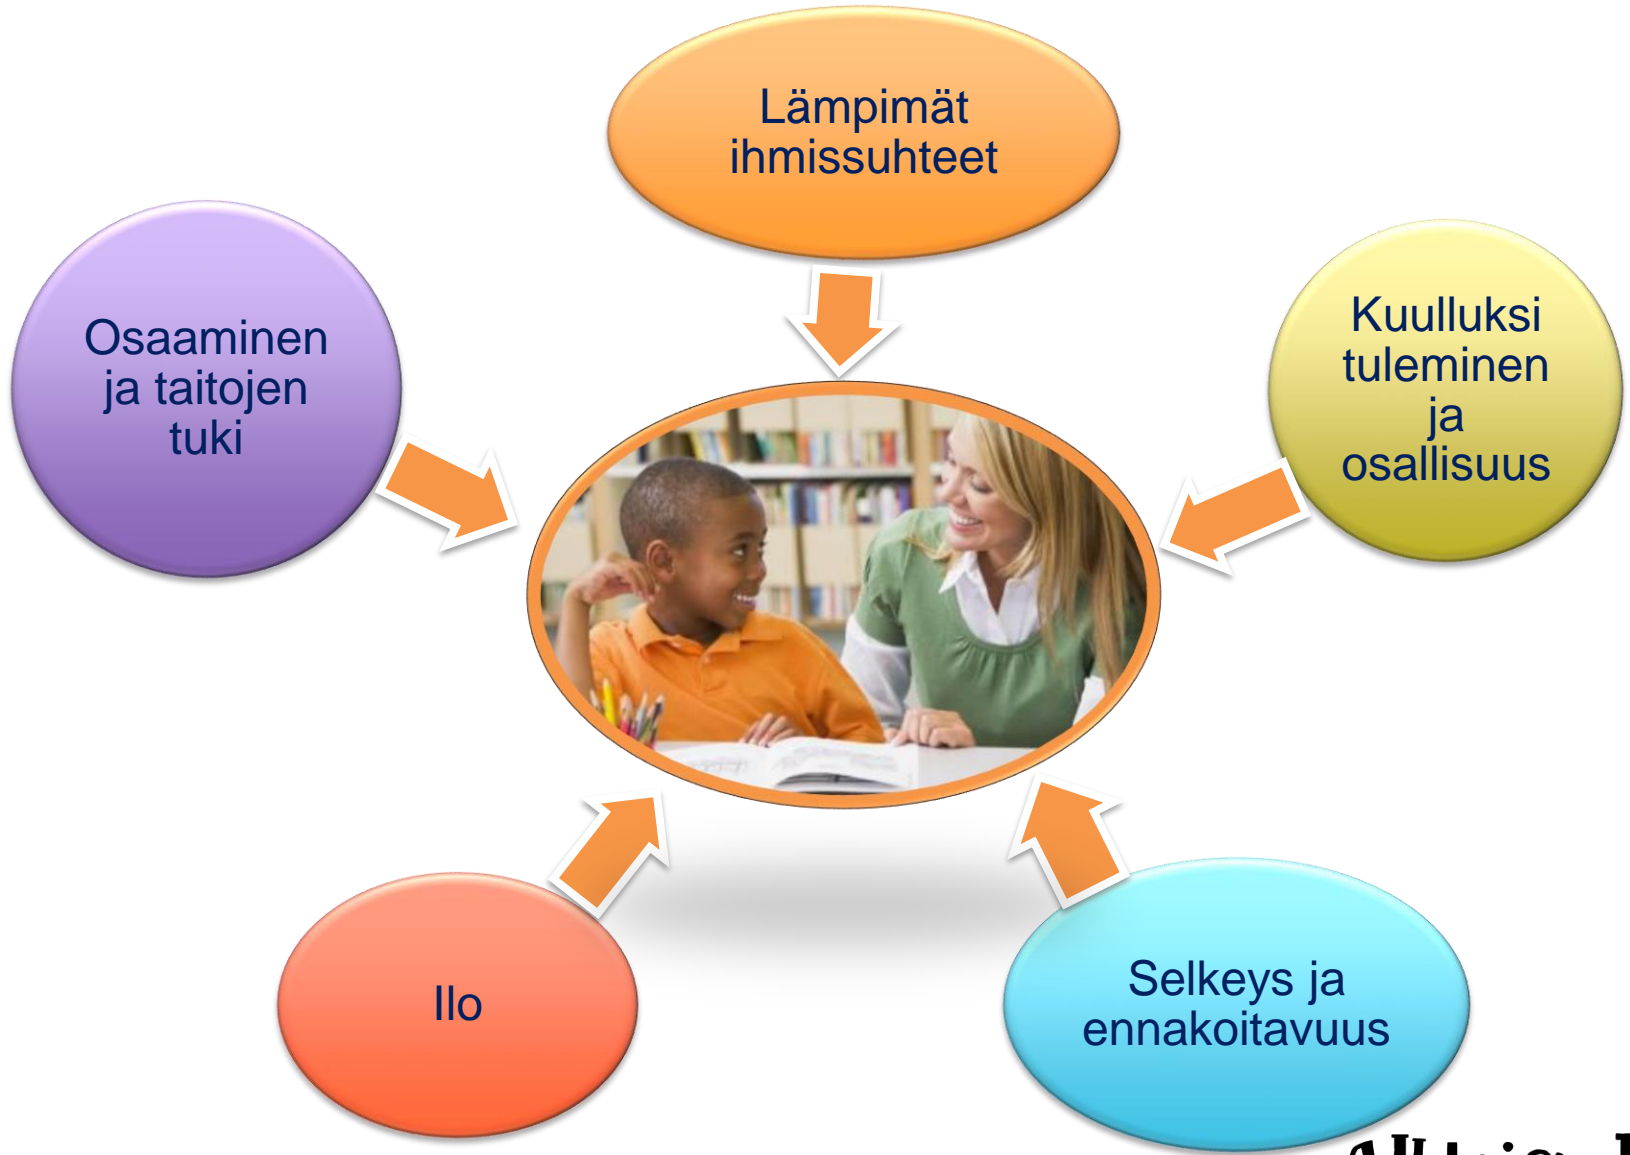 Lämpimät
ihmissuhteet
Osaaminen
ja taitojen
tuki
Kuulluksi
tuleminen
ja
osallisuus
Ilo
Selkeys ja
ennakoitavuus